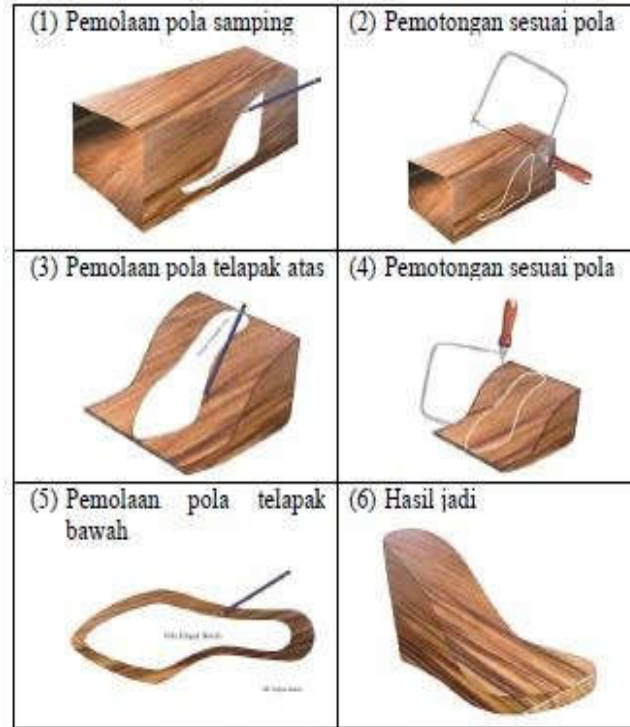 (1) Pemolaan pola samping
(2) Pemotongan sesuai pola
(3) Pemolaan pola telapak atas
(4) Pemotongan sesuai pola
(5) Pemolaan pola telapak
bawah
(6) Hasil jadi